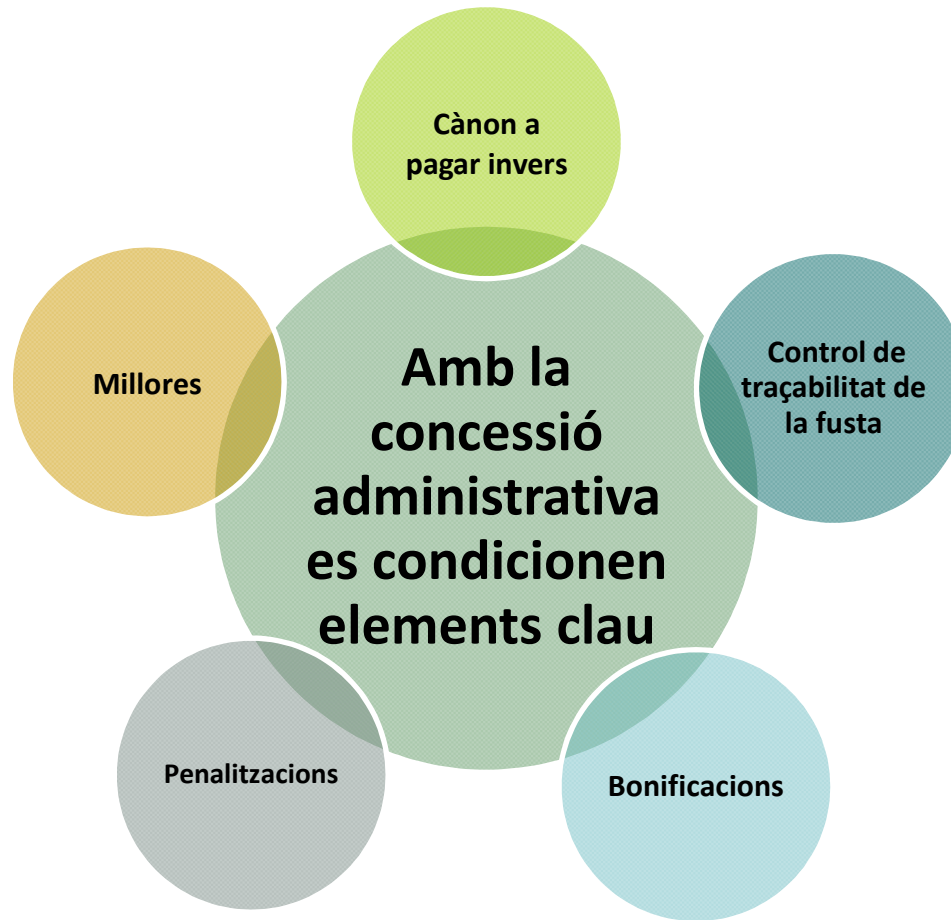 Cànon a
pagar invers
Control de
traçabilitat de
la fusta
Bonificacions
Penalitzacions
Millores
Amb la
concessió
administrativa
es condicionen
elements clau